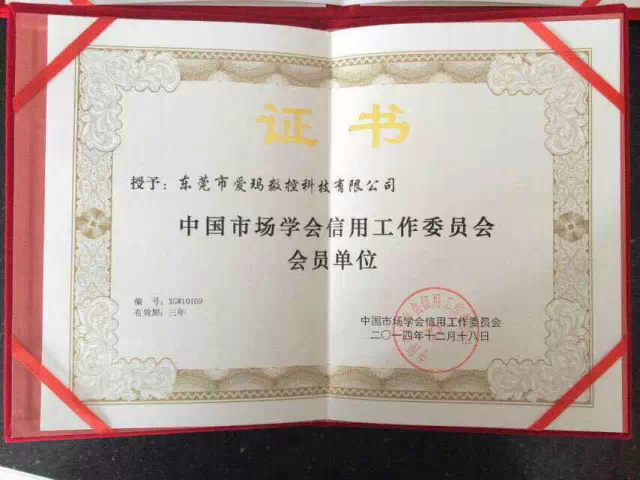 证书
授予：东莞市爱玛数控科技有限公司
中国市场学会信用工作委员会
会员单位
编　号：XGW10109
有效期：三年
中国市场学会信用工作委员会
二〇一四年十二月十八日